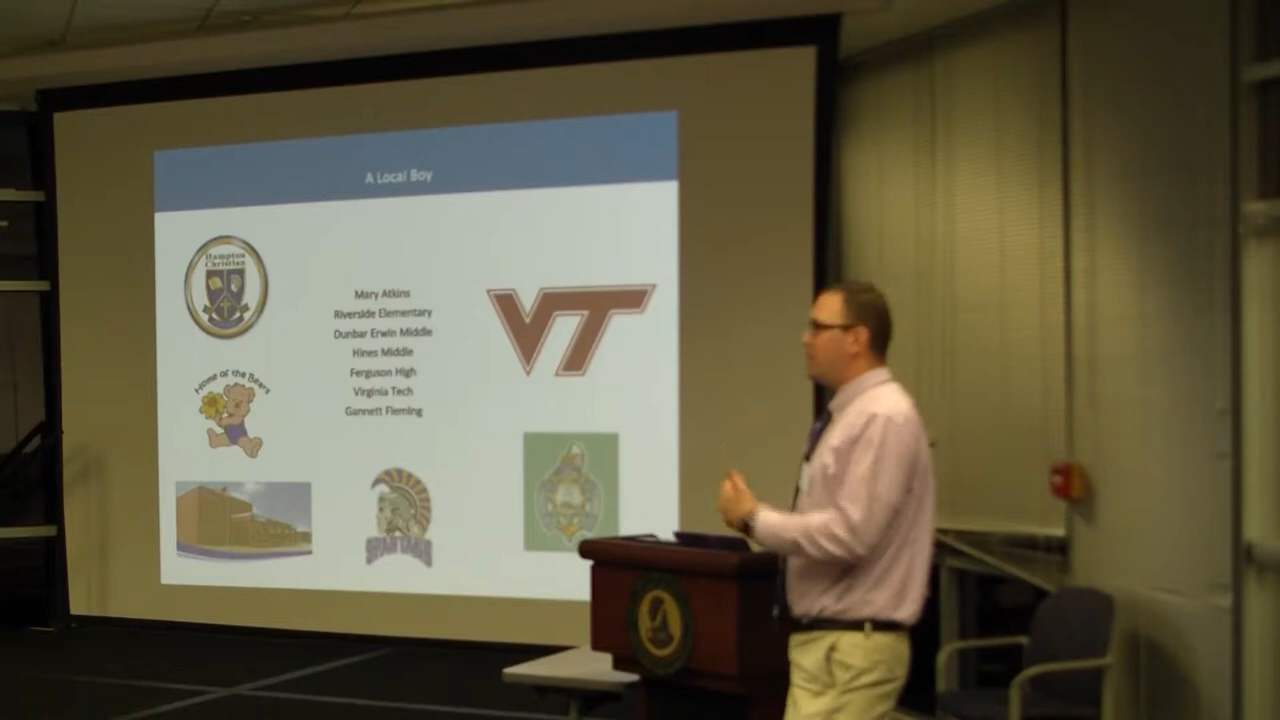 A Local Boy
Hampton
Christian
Mary Atkins
Riverside Elementary
Dunbar Erwin Middle
Hines Middle
Ferguson High
Virginia Tech
Gannett Fleming
VT
Home of the Bears
SPARTANS